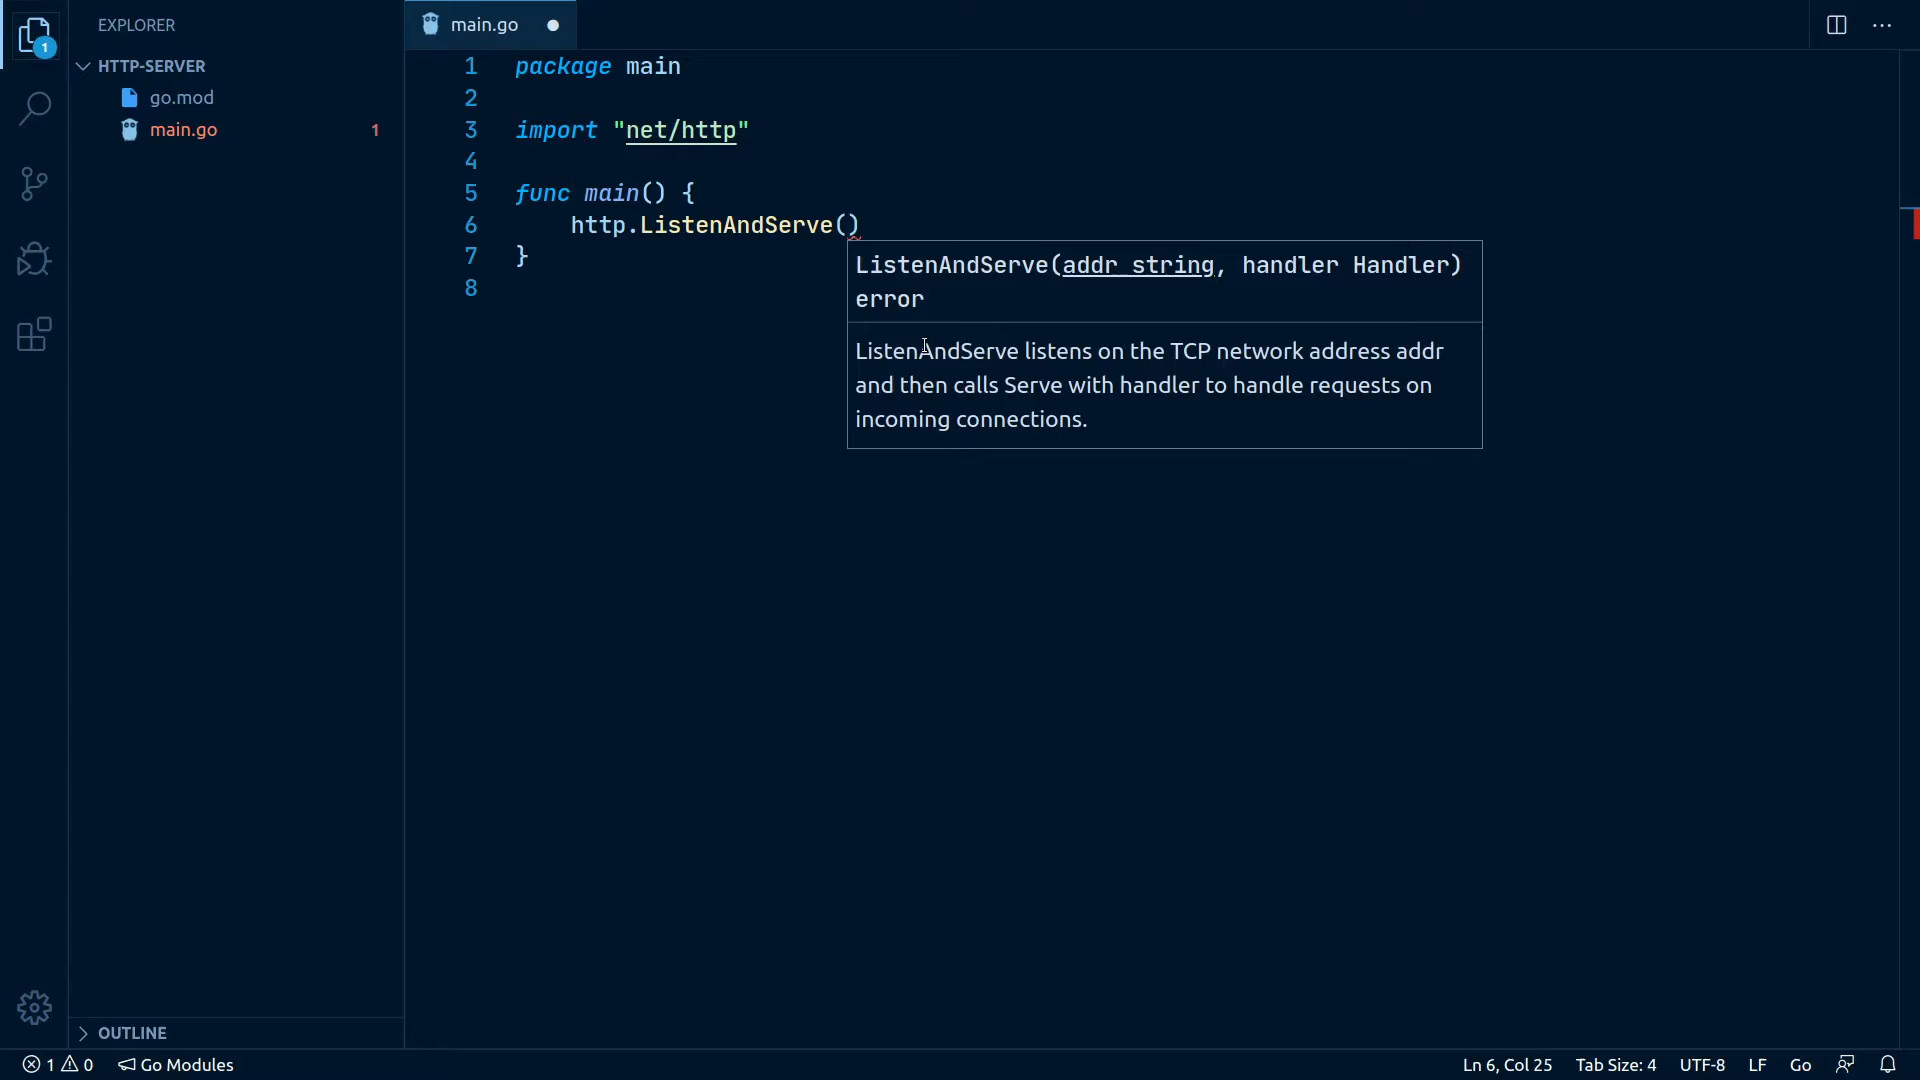 EXPLORER
HTTP-SERVER
go.mod
main.go 1
1
main.go
1 package main
2
3 import "net/http"
4
5 func main() {
6 http.ListenAndServe()
7 }
8
ListenAndServe(addr string, handler Handler)
error
ListenAndServe listens on the TCP network address addr
and then calls Serve with handler to handle requests on
incoming connections.
OUTLINE
1 0 Go Modules
Ln 6, Col 25 Tab Size: 4 UTF-8 LF Go